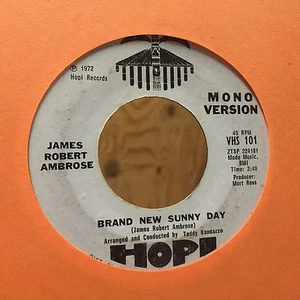 ℗ 1972
Hopi Records
MONO
VERSION
45 RPM
VHS 101
ZTSP 224181
Moda Music,
BMI
Time: 2:49
Producer:
Mort Ross
JAMES
ROBERT
AMBROSE
BRAND NEW SUNNY DAY
(James Robert Ambrose)
Arranged and Conducted by Teddy Randazzo
HOPI